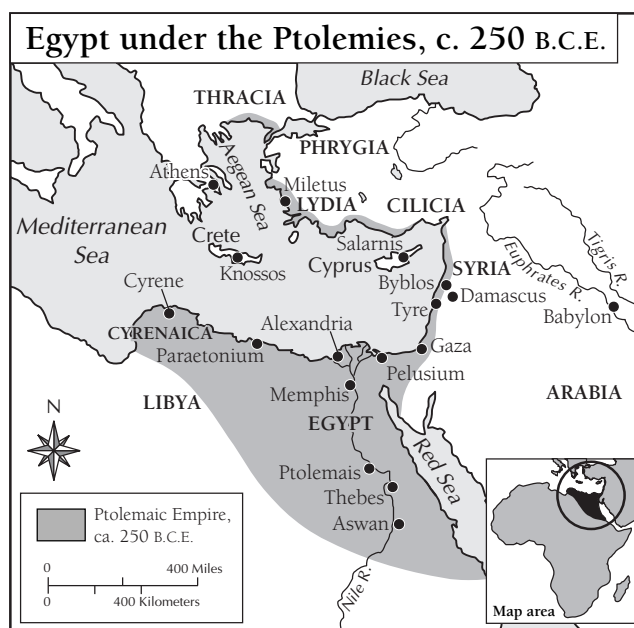 Egypt under the Ptolemies, c. 250 B.C.E.
Black Sea
THRACIA
PHRYGIA
Aegean Sea
Athens
Miletus
LYDIA
CILICIA
Mediterranean
Sea
Crete
Knossos
Salarnis
Cyprus
SYRIA
Tigris R.
Euphrates R.
Byblos
Damascus
Tyre
Babylon
Cyrene
CYRENAICA
Alexandria
Paraetonium
Gaza
Pelusium
Memphis
LIBYA
EGYPT
ARABIA
N
Red Sea
Ptolemais
Thebes
Aswan
Nile R.
Ptolemaic Empire,
ca. 250 B.C.E.
0 400 Miles
0 400 Kilometers
Map area